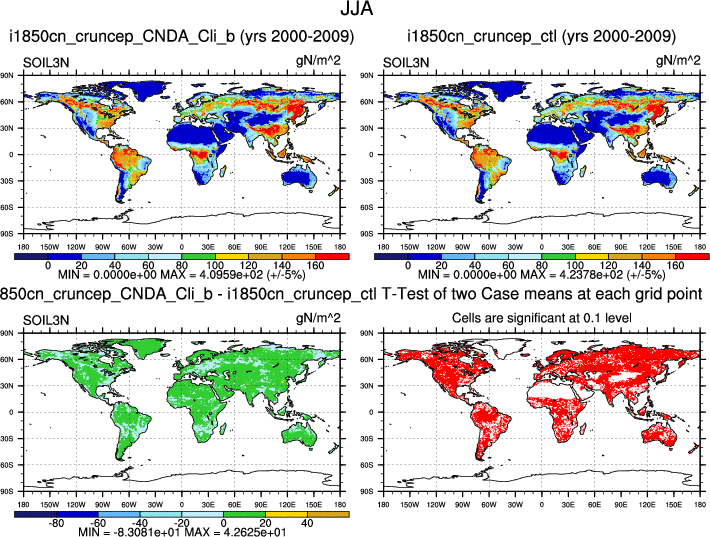 JJA
i1850cn_cruncep_CNDA_Cli_b (yrs 2000-2009)
i1850cn_cruncep_ctl (yrs 2000-2009)
SOIL3N gN/m^2
SOIL3N gN/m^2
90N
60N
30N
0
30S
60S
90S
180 150W 120W 90W 60W 30W 0 30E 60E 90E 120E 150E 180
0 20 40 60 80 100 120 140 160
MIN = 0.0000e+00 MAX = 4.0959e+02 (+/-5%)
90N
60N
30N
0
30S
60S
90S
180 150W 120W 90W 60W 30W 0 30E 60E 90E 120E 150E 180
0 20 40 60 80 100 120 140 160
MIN = 0.0000e+00 MAX = 4.2378e+02 (+/-5%)
850cn_cruncep_CNDA_Cli_b - i1850cn_cruncep_ctl
T-Test of two Case means at each grid point
SOIL3N gN/m^2
Cells are significant at 0.1 level
90N
60N
30N
0
30S
60S
90S
180 150W 120W 90W 60W 30W 0 30E 60E 90E 120E 150E 180
-80 -60 -40 -20 0 20 40
MIN = -8.3081e+01 MAX = 4.2625e+01
90N
60N
30N
0
30S
60S
90S
180 150W 120W 90W 60W 30W 0 30E 60E 90E 120E 150E 180